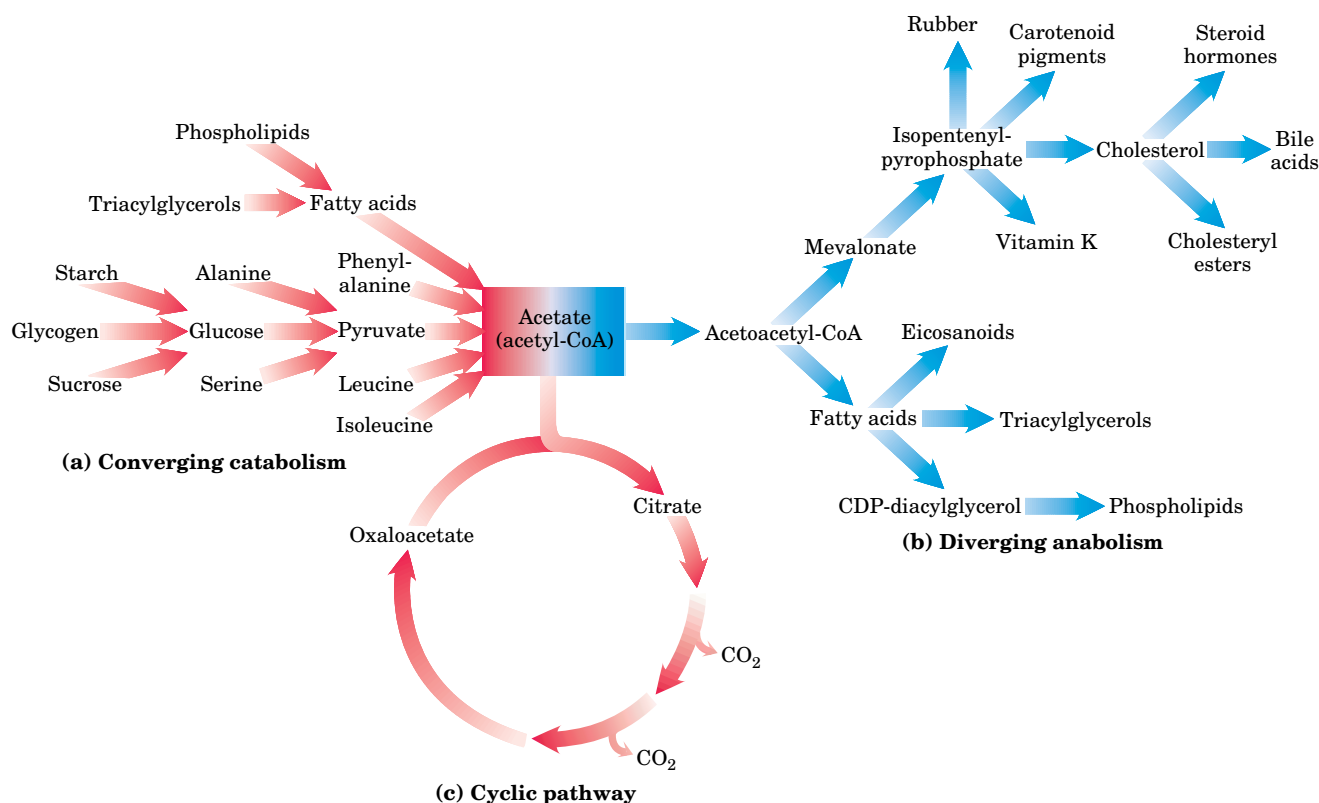 Rubber
Carotenoid
pigments
Steroid
hormones
Phospholipids
Isopentenyl-
pyrophosphate
Cholesterol
Bile
acids
Triacylglycerols
Fatty acids
Mevalonate
Vitamin K
Cholesteryl
esters
Starch
Alanine
Phenyl-
alanine
Glycogen
Glucose
Pyruvate
Acetate
(acetyl-CoA)
Acetoacetyl-CoA
Eicosanoids
Sucrose
Serine
Leucine
Isoleucine
Fatty acids
Triacylglycerols
(a) Converging catabolism
CDP-diacylglycerol
Phospholipids
(b) Diverging anabolism
Oxaloacetate
Citrate
CO2
CO2
(c) Cyclic pathway